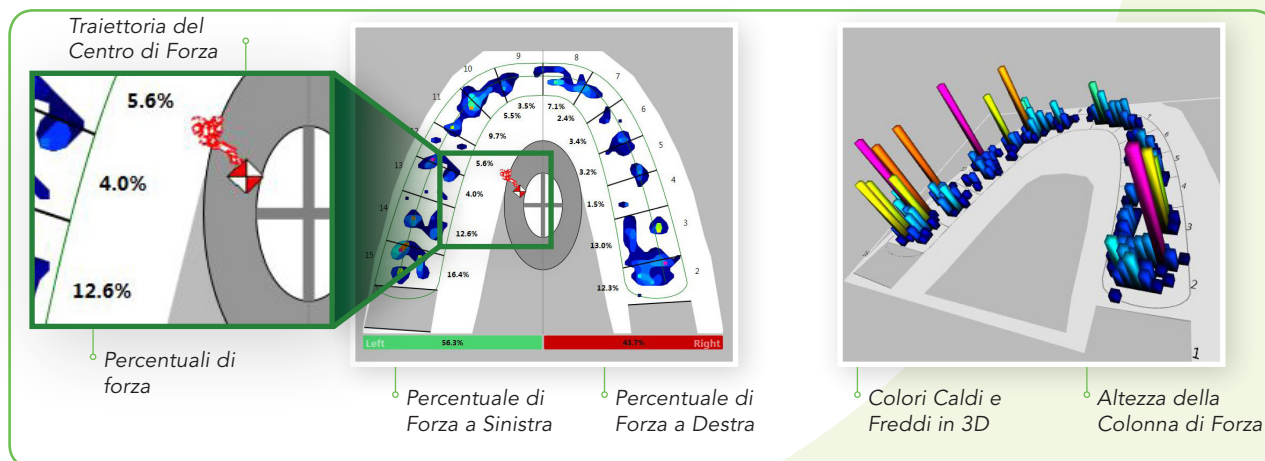 Traiettoria del
Centro di Forza
5.6%
4.0%
12.6%
Percentuali di
forza
9
8
10
7
11
6
12
5
13
4
14
3
15
2
3.5%
7.1%
5.5%
2.4%
9.7%
3.4%
5.6%
3.2%
4.0%
1.5%
12.6%
13.0%
16.4%
12.3%
Left
56.3%
43.7%
Right
Percentuale di
Forza a Sinistra
Percentuale di
Forza a Destra
7
6
5
4
3
2
1
Colori Caldi e
Freddi in 3D
Altezza della
Colonna di Forza